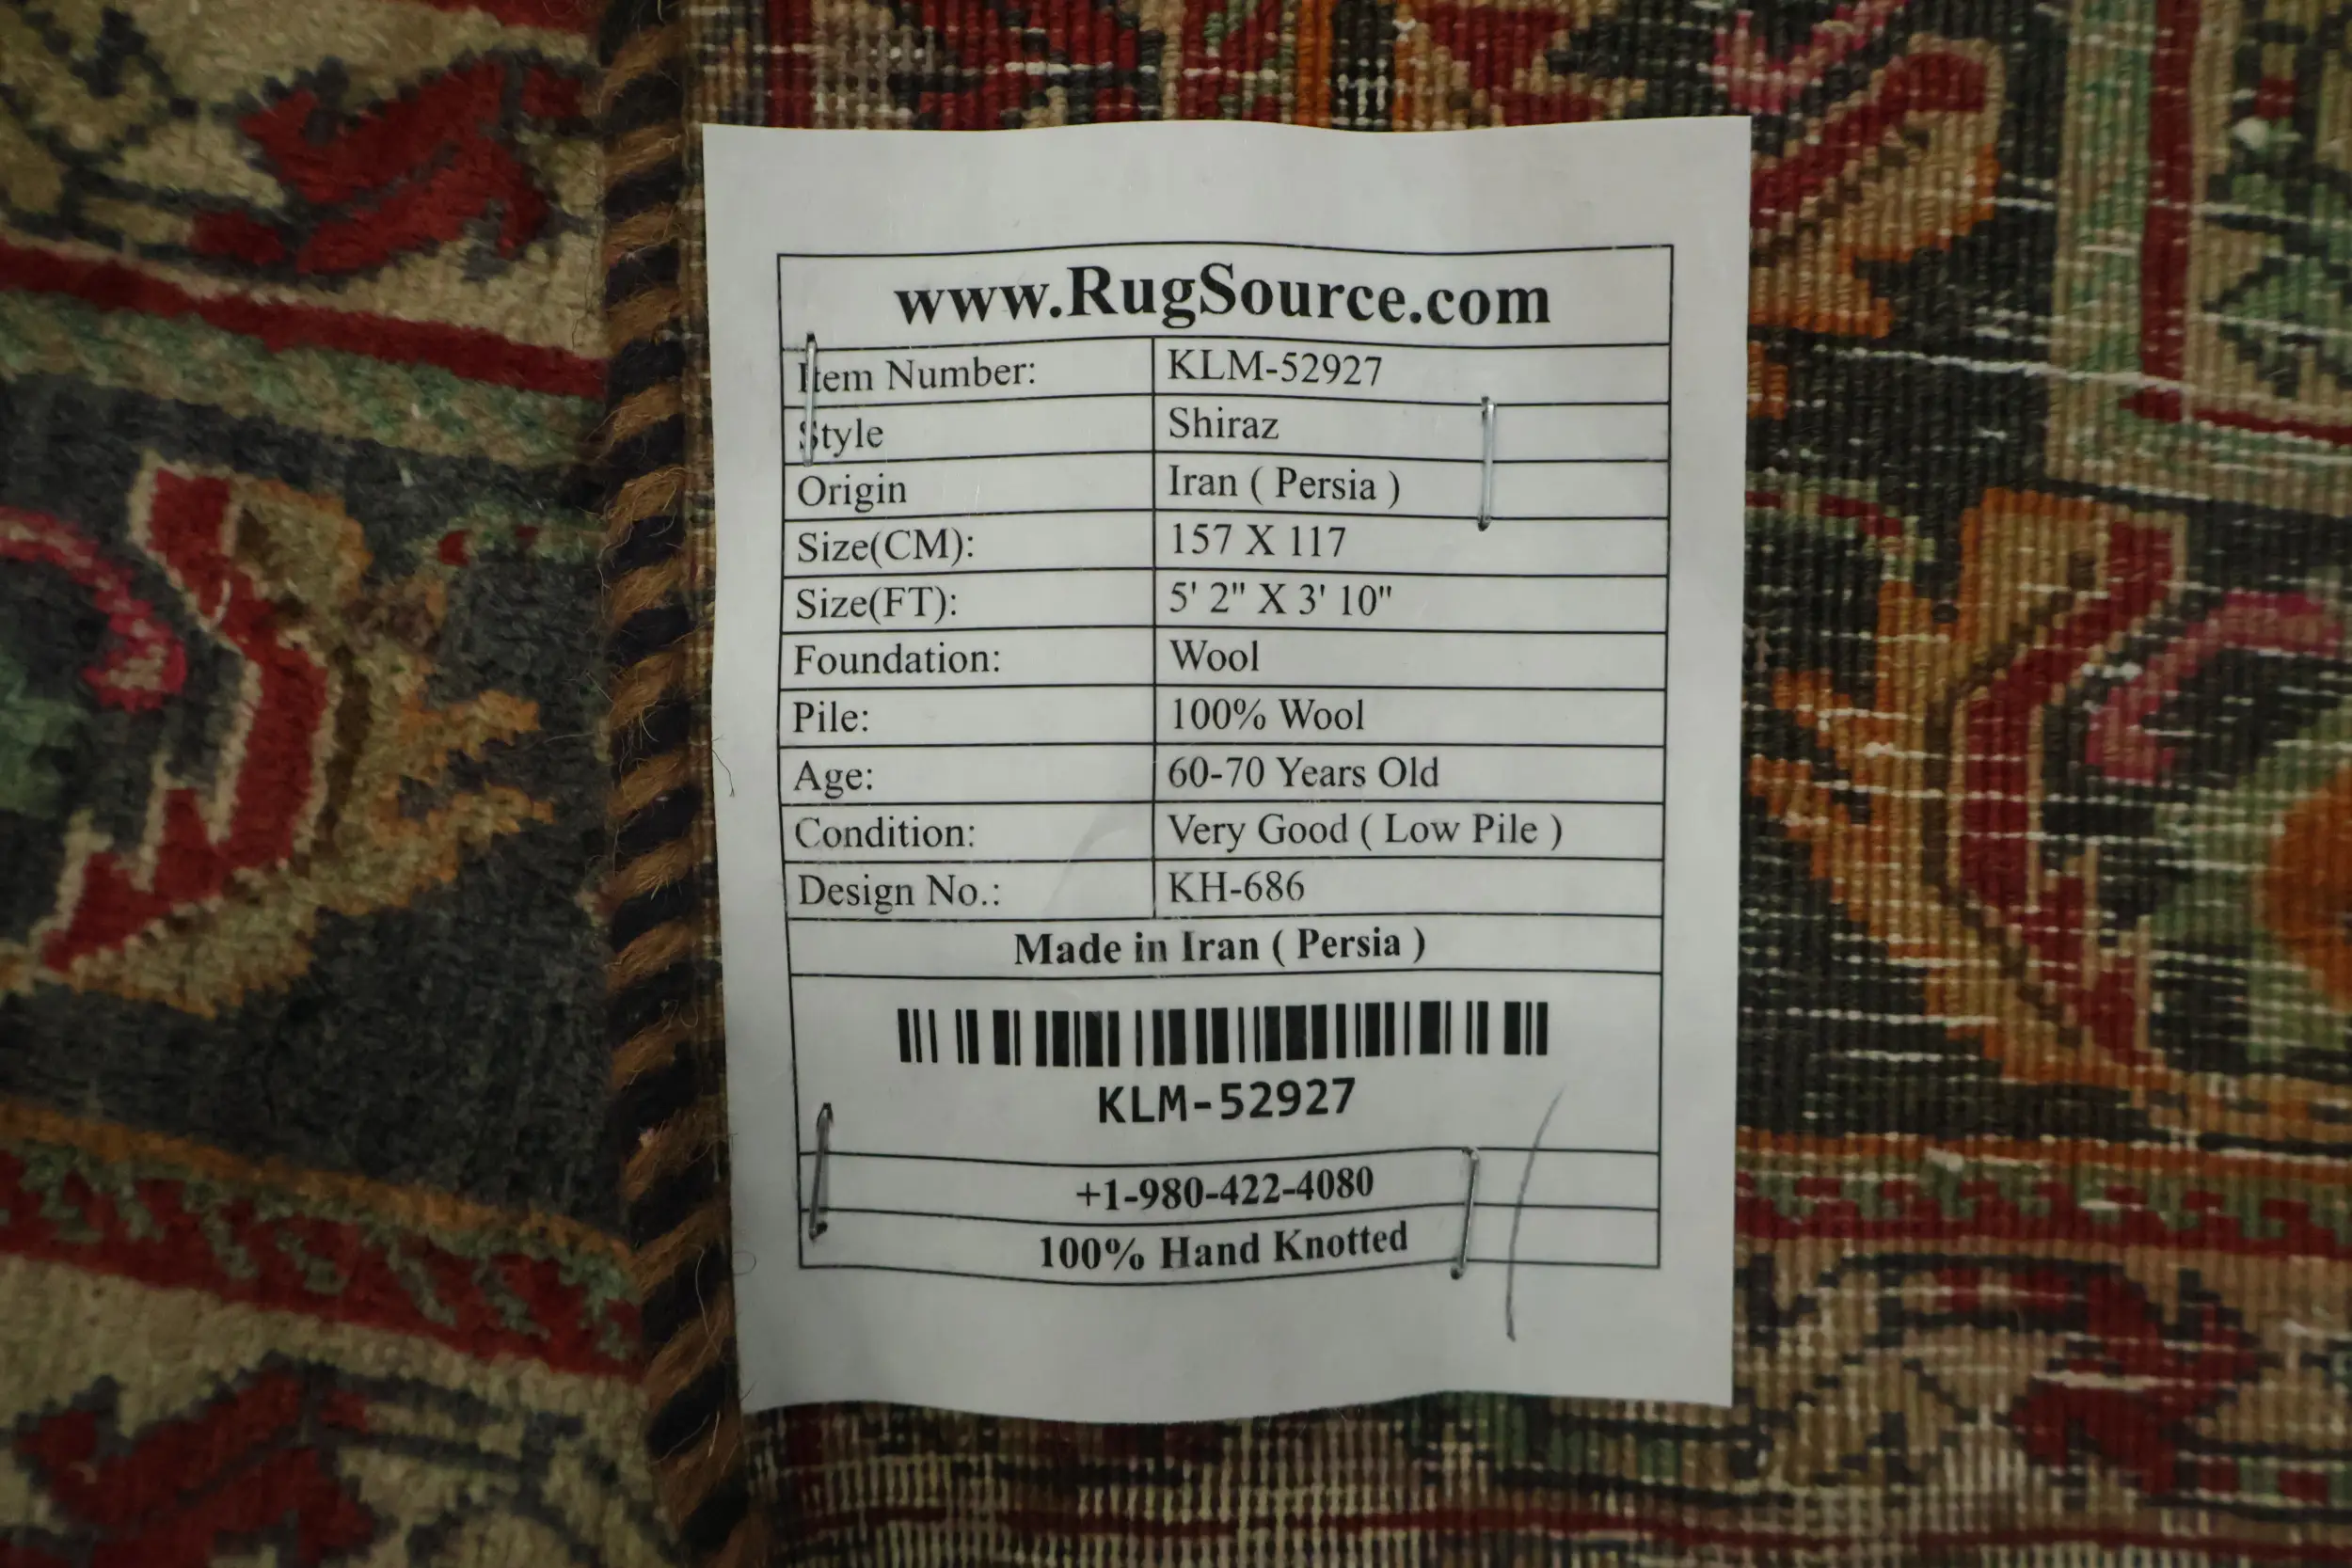 www.RugSource.com
Item Number: KLM-52927
Style Shiraz
Origin Iran ( Persia )
Size(CM): 157 X 117
Size(FT): 5' 2" X 3' 10"
Foundation: Wool
Pile: 100% Wool
Age: 60-70 Years Old
Condition: Very Good ( Low Pile )
Design No.: KH-686
Made in Iran ( Persia )
KLM-52927
+1-980-422-4080
100% Hand Knotted